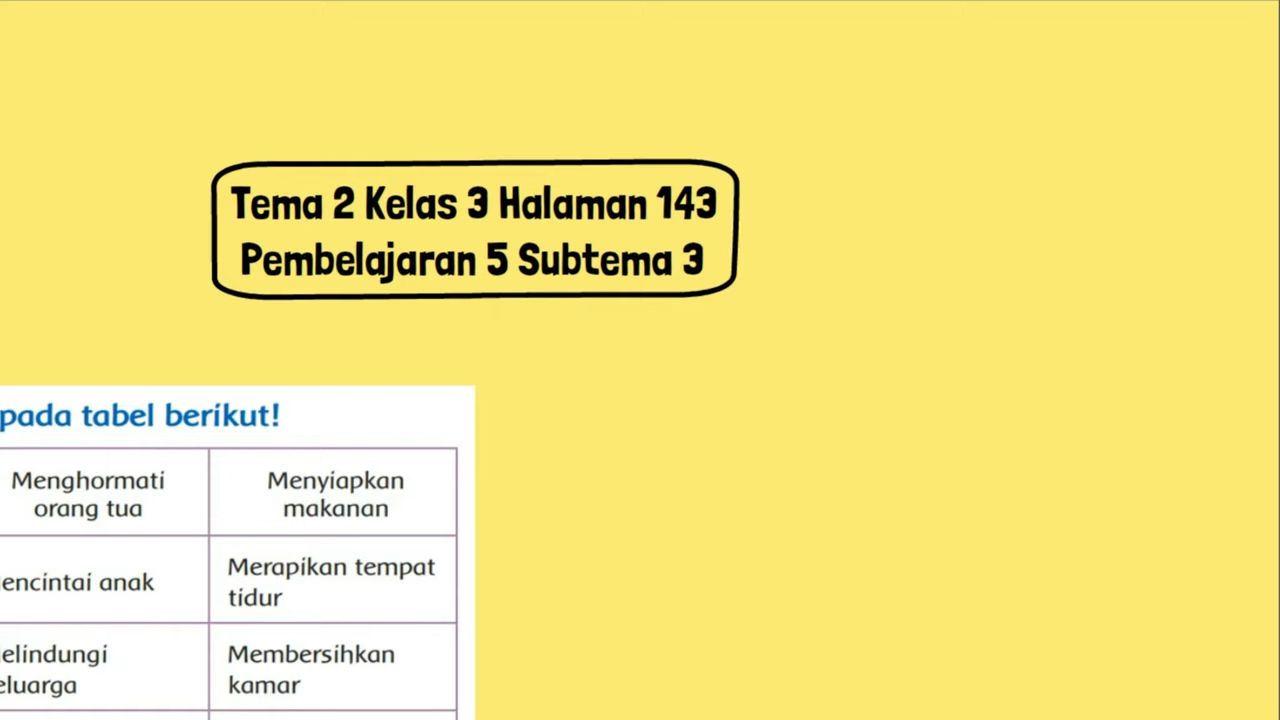 Tema 2 Kelas 3 Halaman 143
Pembelajaran 5 Subtema 3
pada tabel berikut!
Menghormati
orang tua
Menyiapkan
makanan
encintai anak
Merapikan tempat
tidur
elindungi
eluarga
Membersihkan
kamar